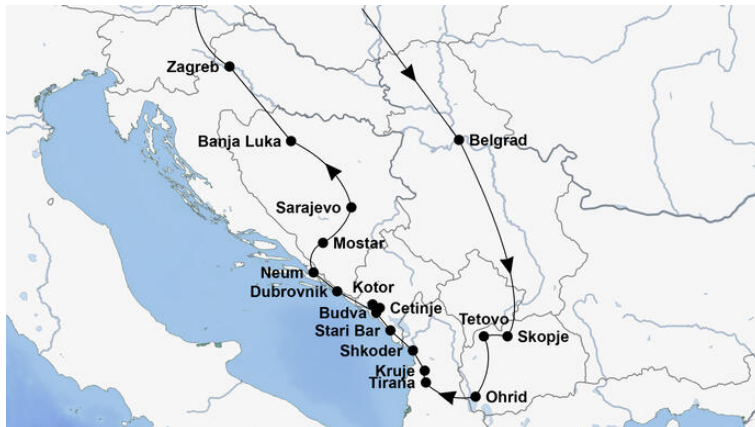 Zagreb
Banja Luka
Belgrad
Sarajevo
Mostar
Neum
Kotor
Dubrovnik
Cetinje
Budva
Tetovo
Stari Bar
Skopje
Shkoder
Kruje
Tirana
Ohrid